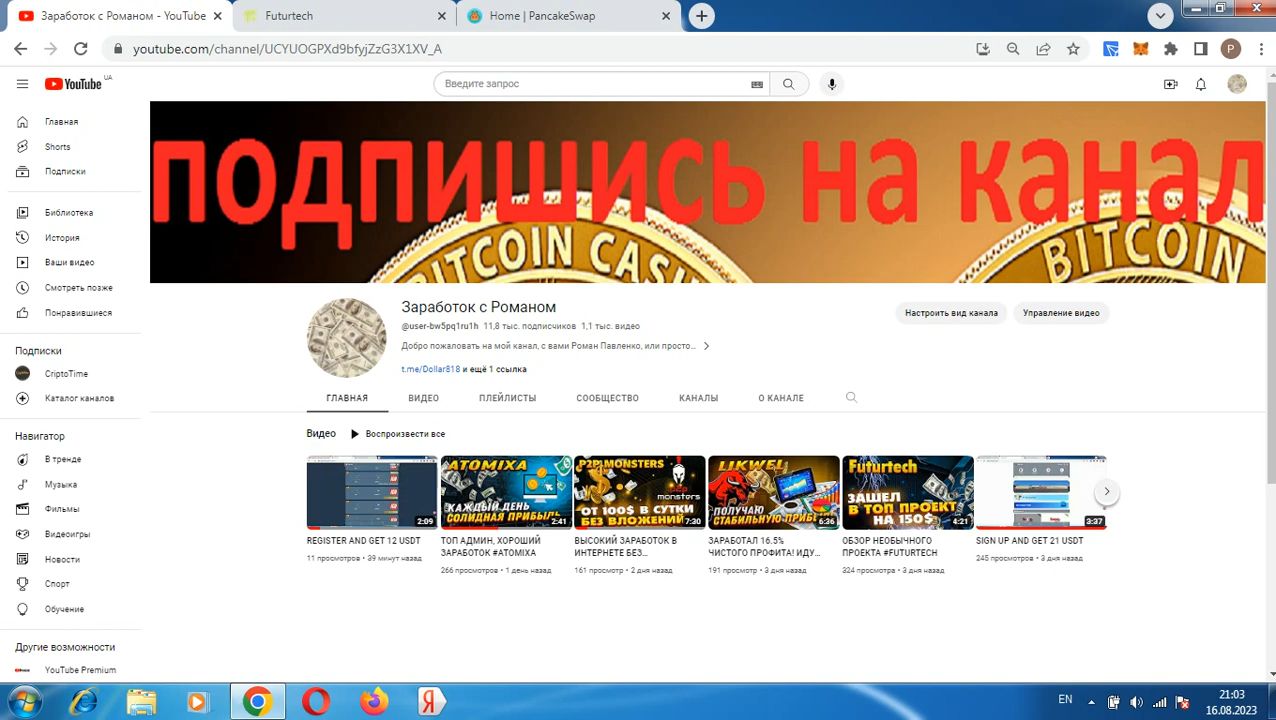 Заработок с Романом - YouTube
Futurtech
Home | PancakeSwap
youtube.com/channel/UCYUOGPXd9bfyjZzG3X1XV_A
P
YouTube UA
Введите запрос
Главная
Shorts
Подписки
Библиотека
История
Ваши видео
Смотреть позже
Понравившиеся
Подписки
CriptoTime
Каталог каналов
Навигатор
В тренде
Музыка
Фильмы
Видеоигры
Новости
Спорт
Обучение
Другие возможности
YouTube Premium
подпишись на канал
BITCOIN CASH
BITCOIN
Заработок с Романом
@user-bw5pq1ru1h 11,8 тыс. подписчиков 1,1 тыс. видео
Добро пожаловать на мой канал, с вами Роман Павленко, или просто...
t.me/Dollar818 и ещё 1 ссылка
Настроить вид канала
Управление видео
ГЛАВНАЯ
ВИДЕО
ПЛЕЙЛИСТЫ
СООБЩЕСТВО
КАНАЛЫ
О КАНАЛЕ
Видео
Воспроизвести все
2:09
REGISTER AND GET 12 USDT
11 просмотров • 39 минут назад
ATOMIXA
КАЖДЫЙ ДЕНЬ
СОЛИДНАЯ ПРИБЫЛЬ
2:41
ТОП АДМИН, ХОРОШИЙ
ЗАРАБОТОК #ATOMIXA
266 просмотров • 1 день назад
P2P MONSTERS
monsters
ОТ 100$ В СУТКИ
БЕЗ ВЛОЖЕНИЙ
7:30
ВЫСОКИЙ ЗАРАБОТОК В
ИНТЕРНЕТЕ БЕЗ...
161 просмотр • 2 дня назад
LIKWEL
ПОЛУЧАЮ
СТАБИЛЬНУЮ ПРИБЫЛЬ
6:36
ЗАРАБОТАЛ 16.5%
ЧИСТОГО ПРОФИТА! ИДУ...
191 просмотр • 3 дня назад
Futurtech
ЗАШЕЛ
В ТОП ПРОЕКТ
НА 150$
4:21
ОБЗОР НЕОБЫЧНОГО
ПРОЕКТА #FUTURTECH
324 просмотра • 3 дня назад
3:37
SIGN UP AND GET 21 USDT
245 просмотров • 3 дня назад
EN
21:03
16.08.2023